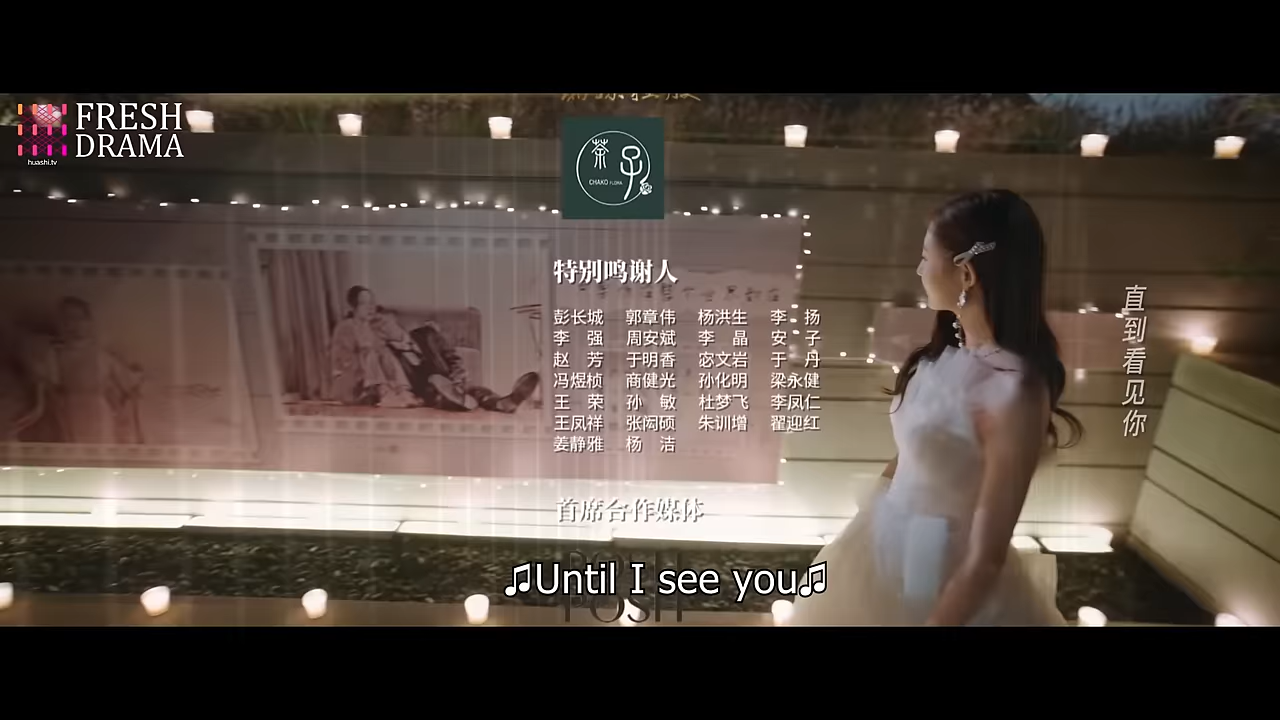 FRESH
DRAMA
huashi.tv
茶子
CHAKO FLORA
特别鸣谢人
彭长城 郭章伟 杨洪生 李 扬
李 强 周安斌 李 晶 安 子
赵 芳 于明香 宓文岩 于 丹
冯煜桢 商健光 孙化明 梁永健
王 荣 孙 敏 杜梦飞 李凤仁
王凤祥 张闳硕 朱训增 翟迎红
姜静雅 杨 洁
直到看见你
首席合作媒体
♫Until I see you♫
POSH